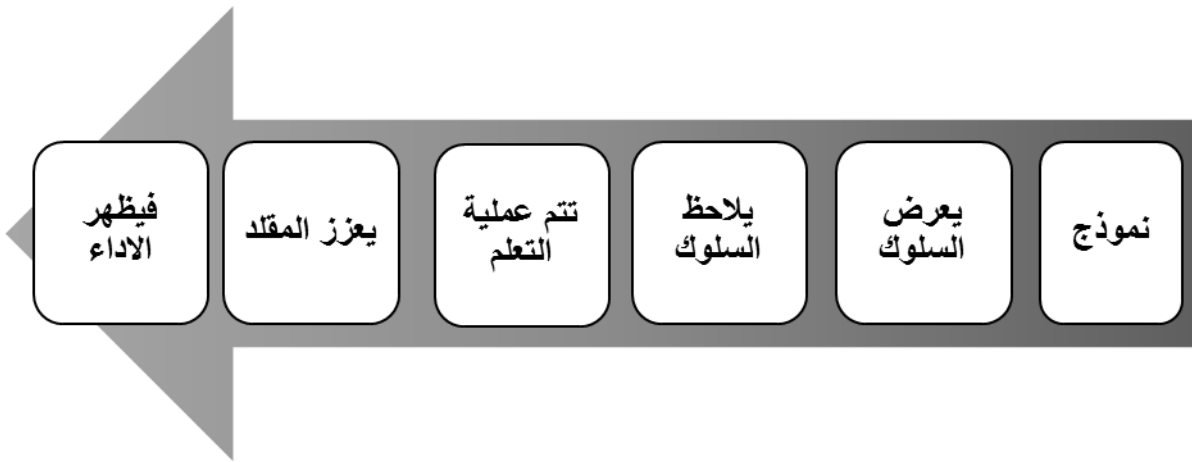 نموذج
يعرض
السلوك
يلاحظ
السلوك
تتم عملية
التعلم
يعزز المقلد
فيظهر
الاداء